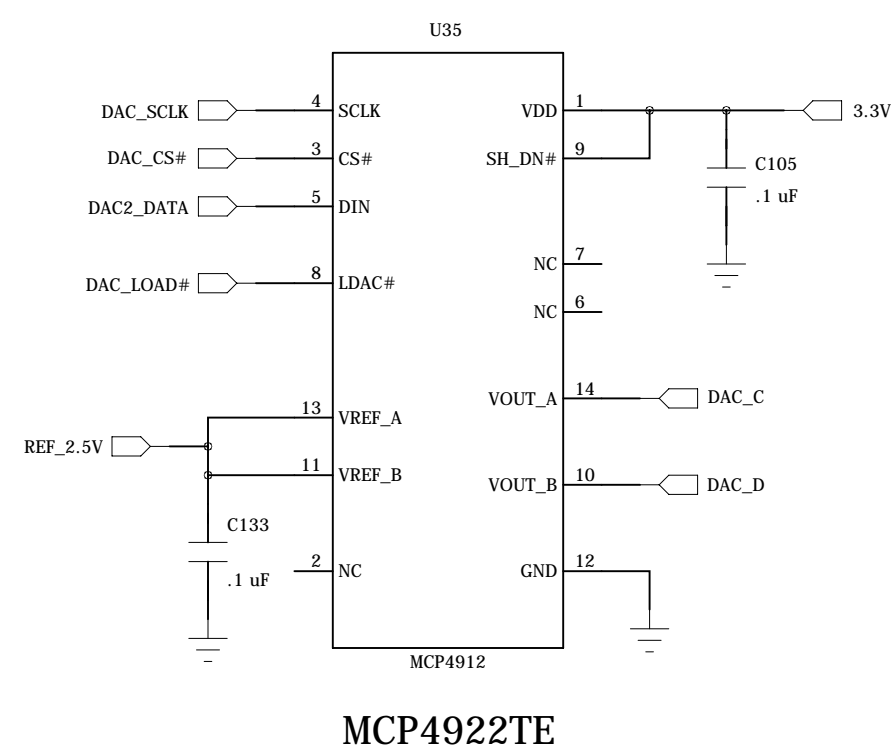 U35
DAC_SCLK 4 SCLK VDD 1 3.3V
DAC_CS# 3 CS# SH_DN# 9
C105
.1 uF
DAC2_DATA 5 DIN
NC 7
DAC_LOAD# 8 LDAC#
NC 6
VOUT_A 14 DAC_C
13 VREF_A
REF_2.5V
11 VREF_B
VOUT_B 10 DAC_D
C133
.1 uF
2 NC GND 12
MCP4912
MCP4922TE